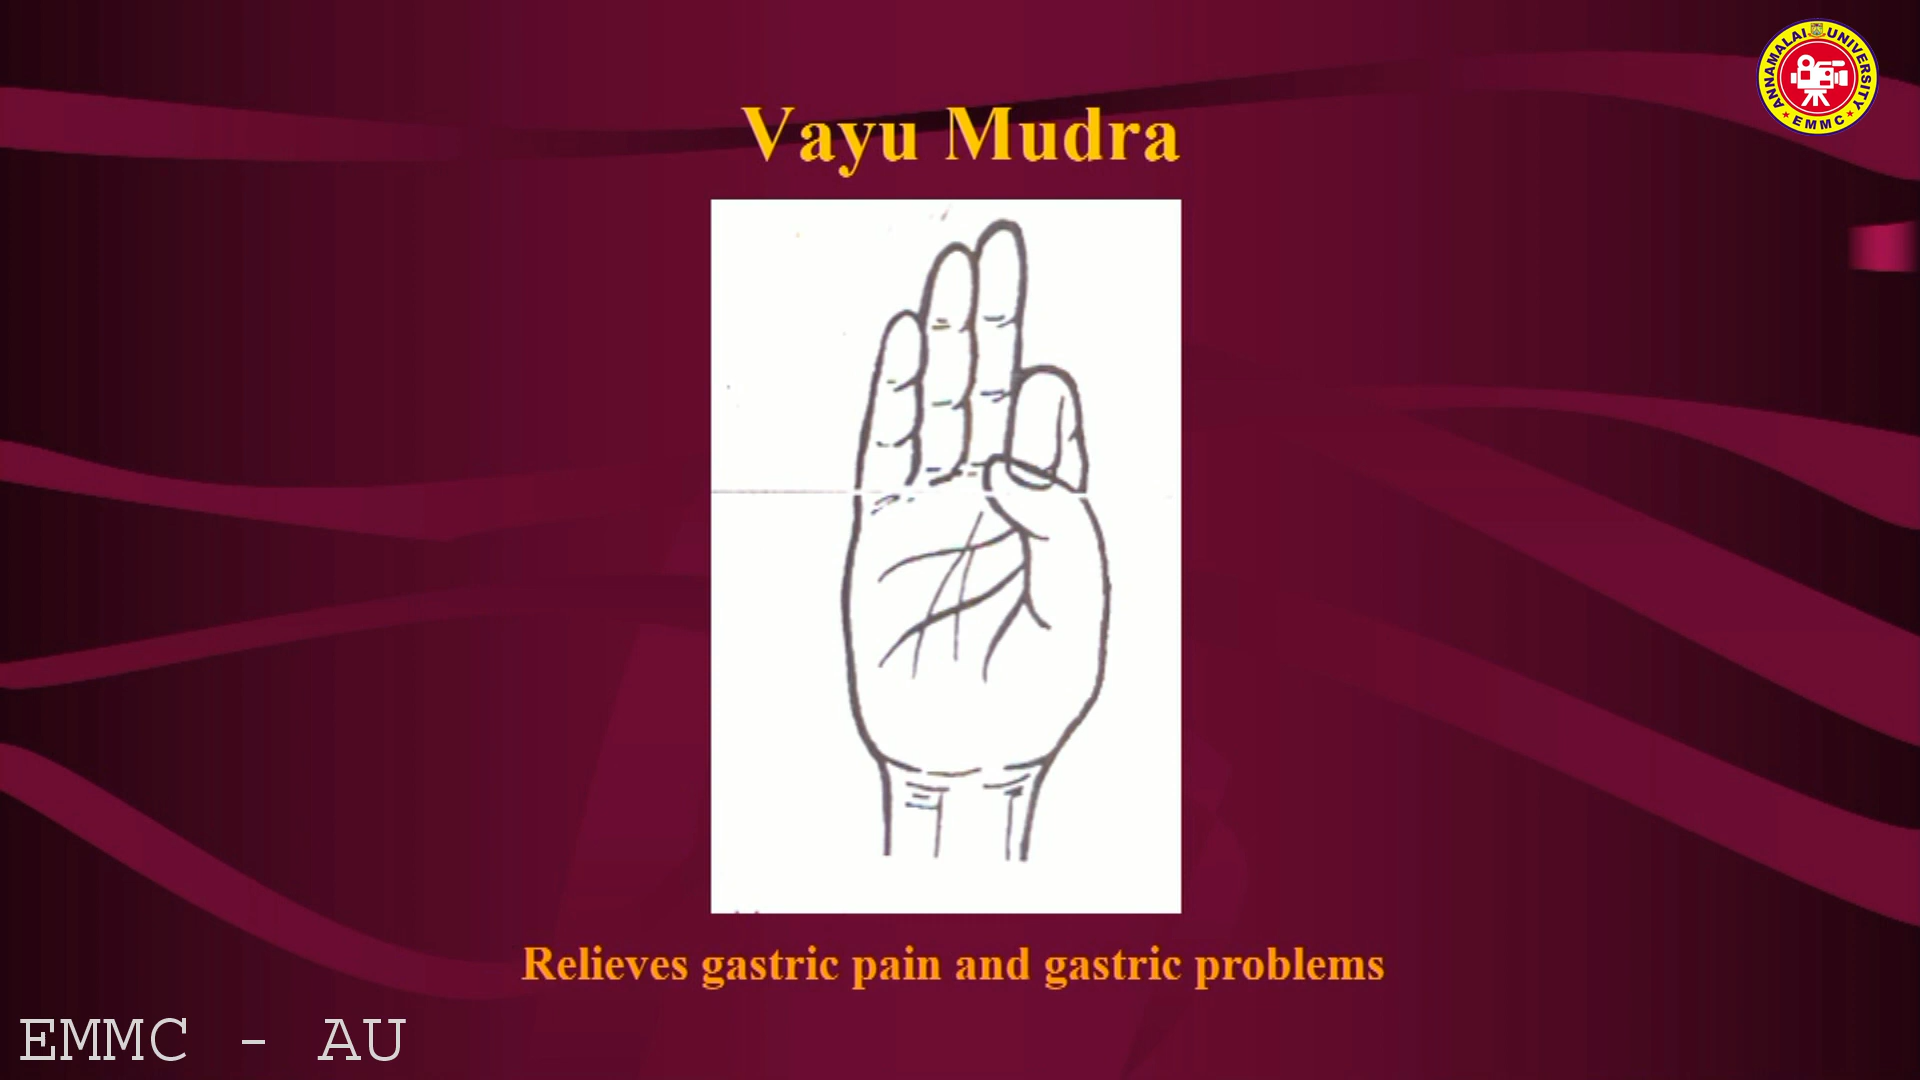 ANNAMALAI UNIVERSITY
EMMC
Vayu Mudra
Relieves gastric pain and gastric problems
EMMC - AU